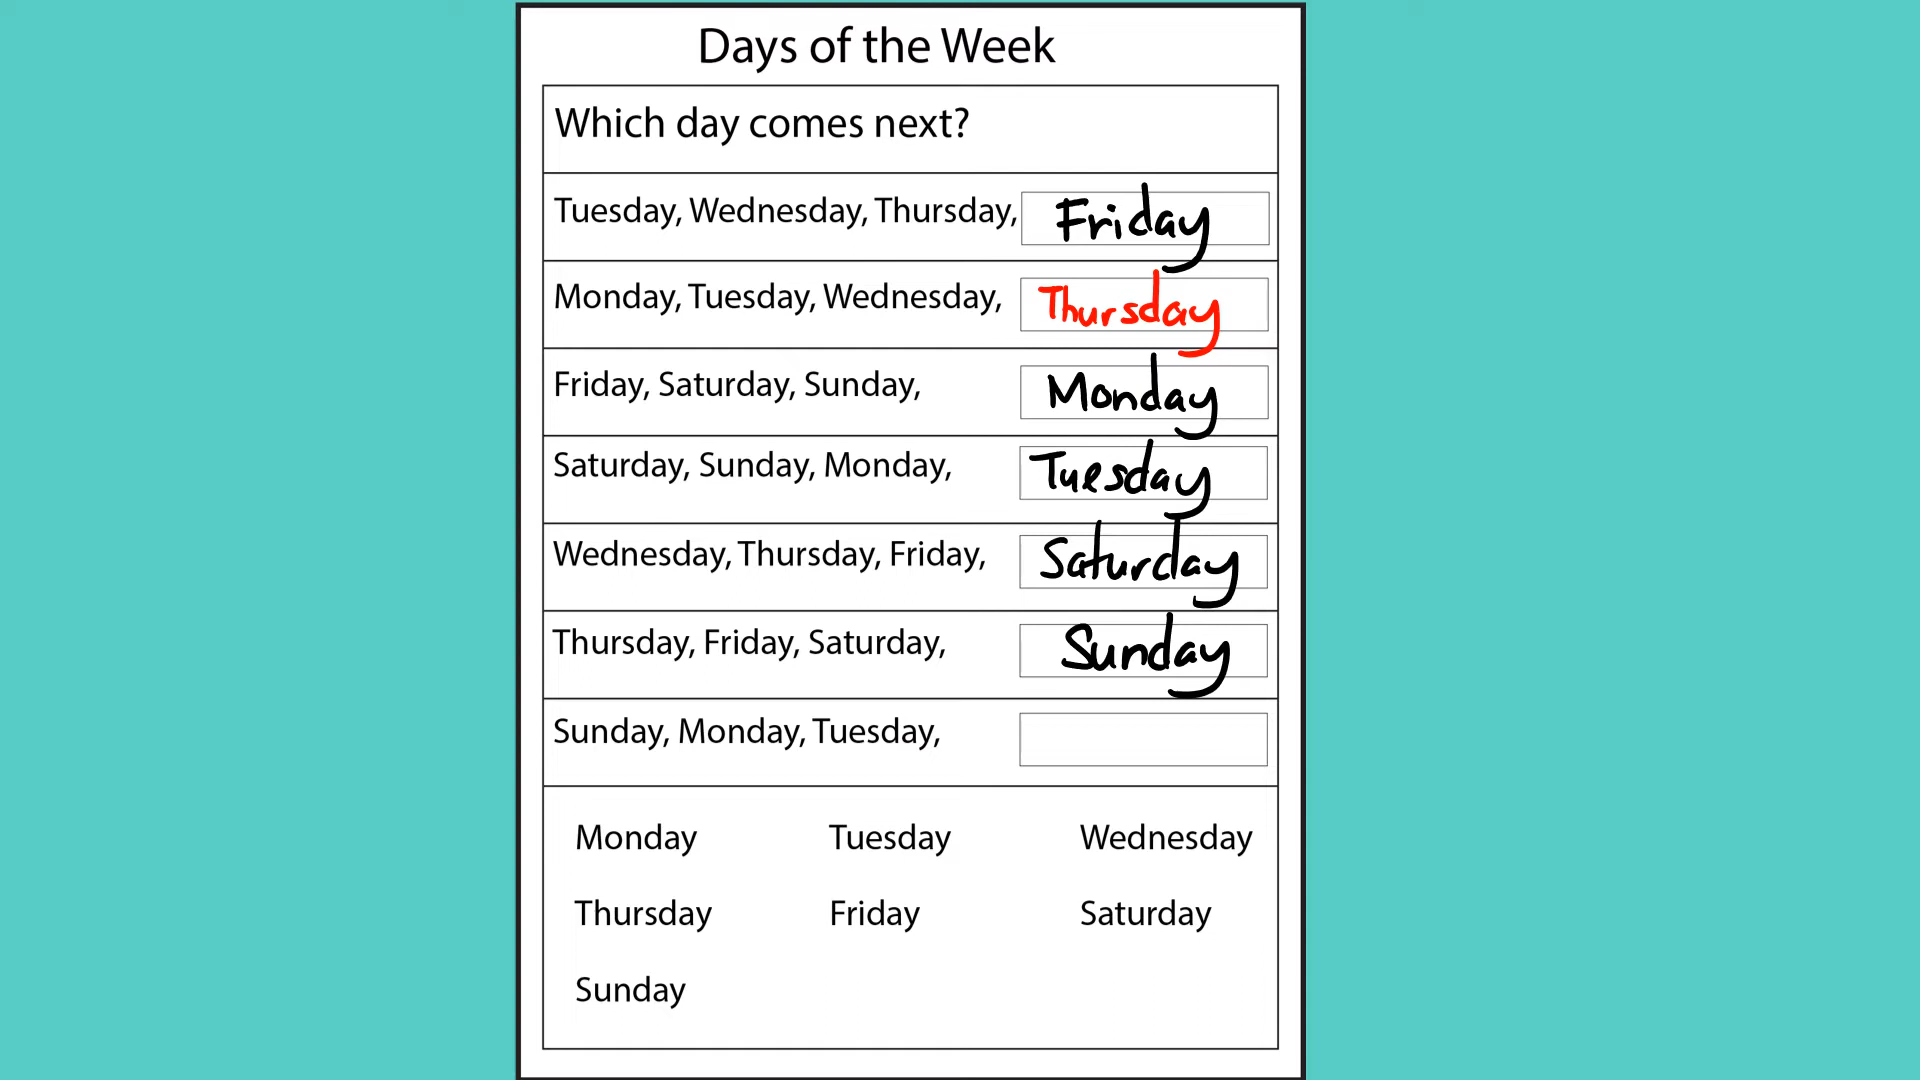 Days of the Week
Which day comes next?
Tuesday, Wednesday, Thursday, Friday
Monday, Tuesday, Wednesday, Thursday
Friday, Saturday, Sunday, Monday
Saturday, Sunday, Monday, Tuesday
Wednesday, Thursday, Friday, Saturday
Thursday, Friday, Saturday, Sunday
Sunday, Monday, Tuesday,
Monday Tuesday Wednesday
Thursday Friday Saturday
Sunday